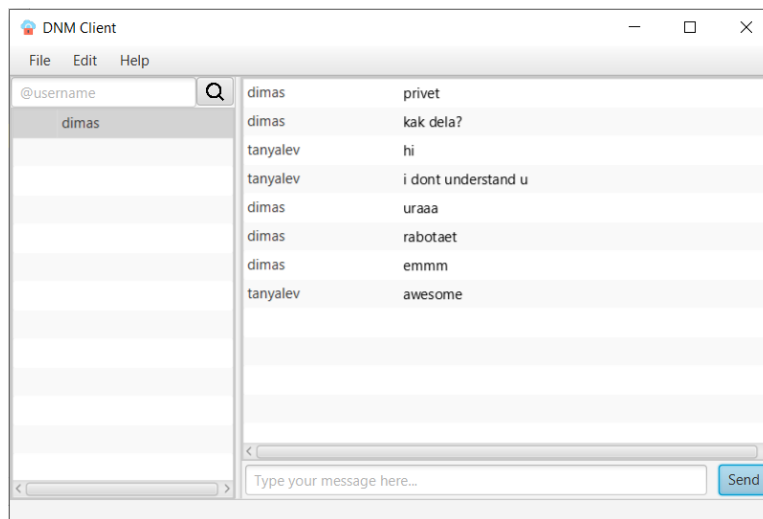 DNM Client
File Edit Help
@username
dimas
dimas privet
dimas kak dela?
tanyalev hi
tanyalev i dont understand u
dimas uraaa
dimas rabotaet
dimas emmm
tanyalev awesome
Type your message here...
Send